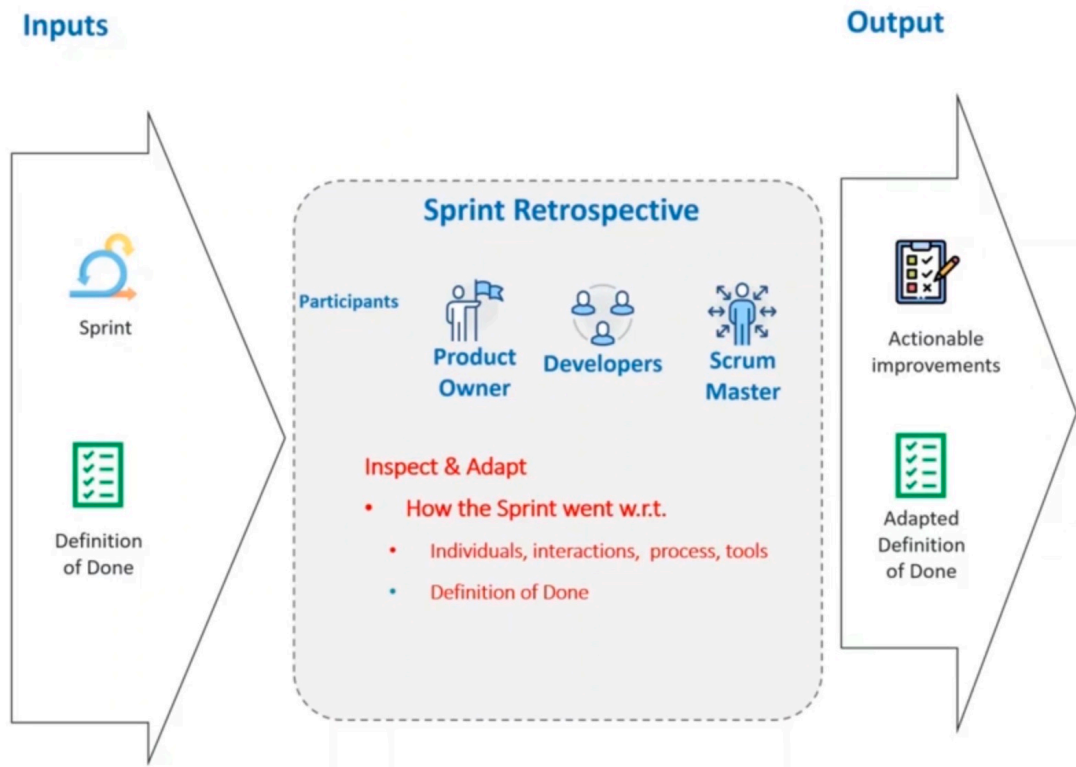 Inputs
Output
Sprint
Definition
of Done
Sprint Retrospective
Participants
Product
Owner
Developers
Scrum
Master
Inspect & Adapt
• How the Sprint went w.r.t.
• Individuals, interactions, process, tools
• Definition of Done
Actionable
improvements
Adapted
Definition
of Done